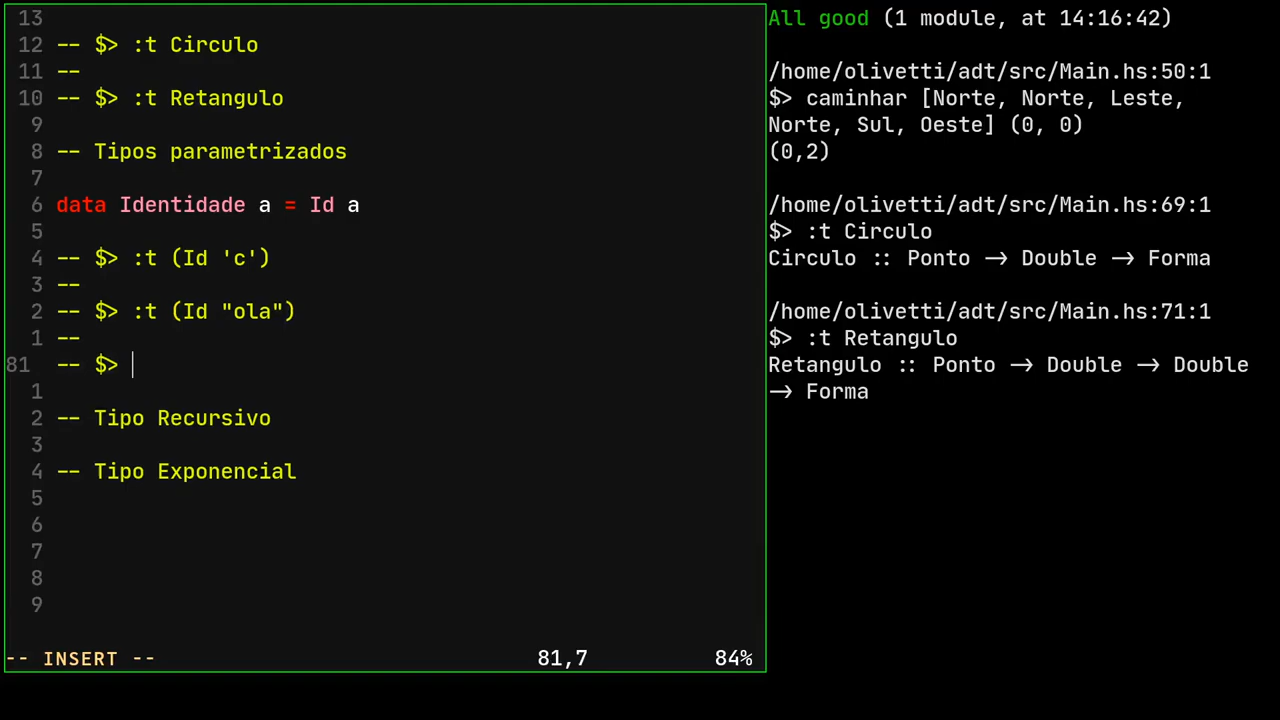 13
12 -- $> :t Circulo
11 --
10 -- $> :t Retangulo
9
8 -- Tipos parametrizados
7
6 data Identidade a = Id a
5
4 -- $> :t (Id 'c')
3 --
2 -- $> :t (Id "ola")
1 --
81 -- $>
1
2 -- Tipo Recursivo
3
4 -- Tipo Exponencial
5
6
7
8
9
-- INSERT -- 81,7 84%
All good (1 module, at 14:16:42)
/home/olivetti/adt/src/Main.hs:50:1
$> caminhar [Norte, Norte, Leste,
Norte, Sul, Oeste] (0, 0)
(0,2)
/home/olivetti/adt/src/Main.hs:69:1
$> :t Circulo
Circulo :: Ponto -> Double -> Forma
/home/olivetti/adt/src/Main.hs:71:1
$> :t Retangulo
Retangulo :: Ponto -> Double -> Double
-> Forma